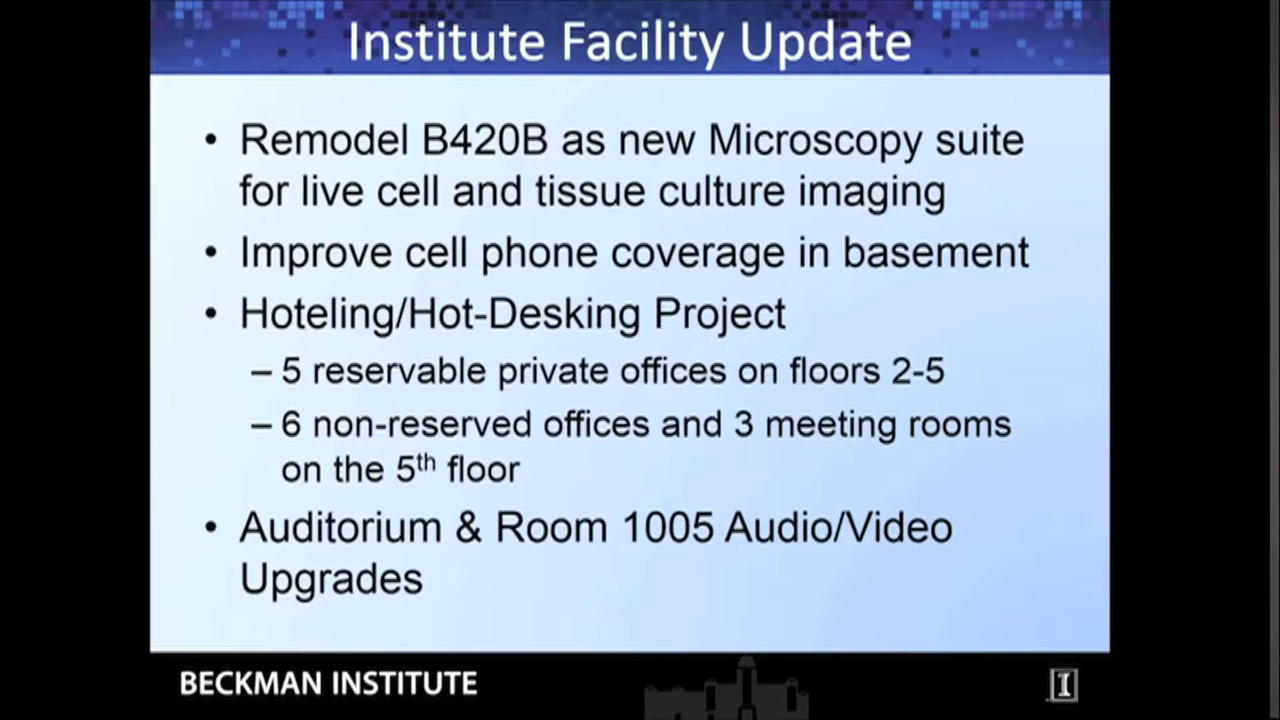 Institute Facility Update
• Remodel B420B as new Microscopy suite
for live cell and tissue culture imaging
• Improve cell phone coverage in basement
• Hoteling/Hot-Desking Project
– 5 reservable private offices on floors 2-5
– 6 non-reserved offices and 3 meeting rooms
on the 5th floor
• Auditorium & Room 1005 Audio/Video
Upgrades
BECKMAN INSTITUTE
I